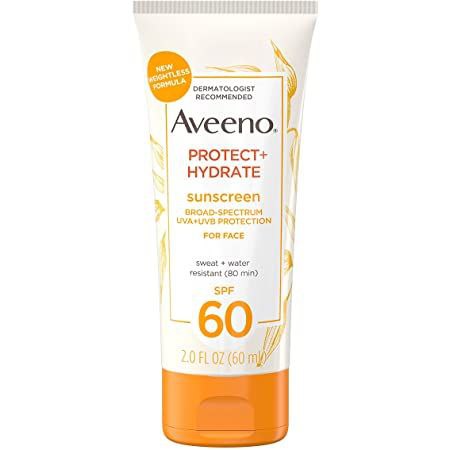 NEW
WEIGHTLESS
FORMULA
DERMATOLOGIST
RECOMMENDED
Aveeno®
PROTECT+
HYDRATE
sunscreen
BROAD-SPECTRUM
UVA+UVB PROTECTION
FOR FACE
sweat + water
resistant (80 min)
SPF
60
2.0 FL OZ (60 mL)